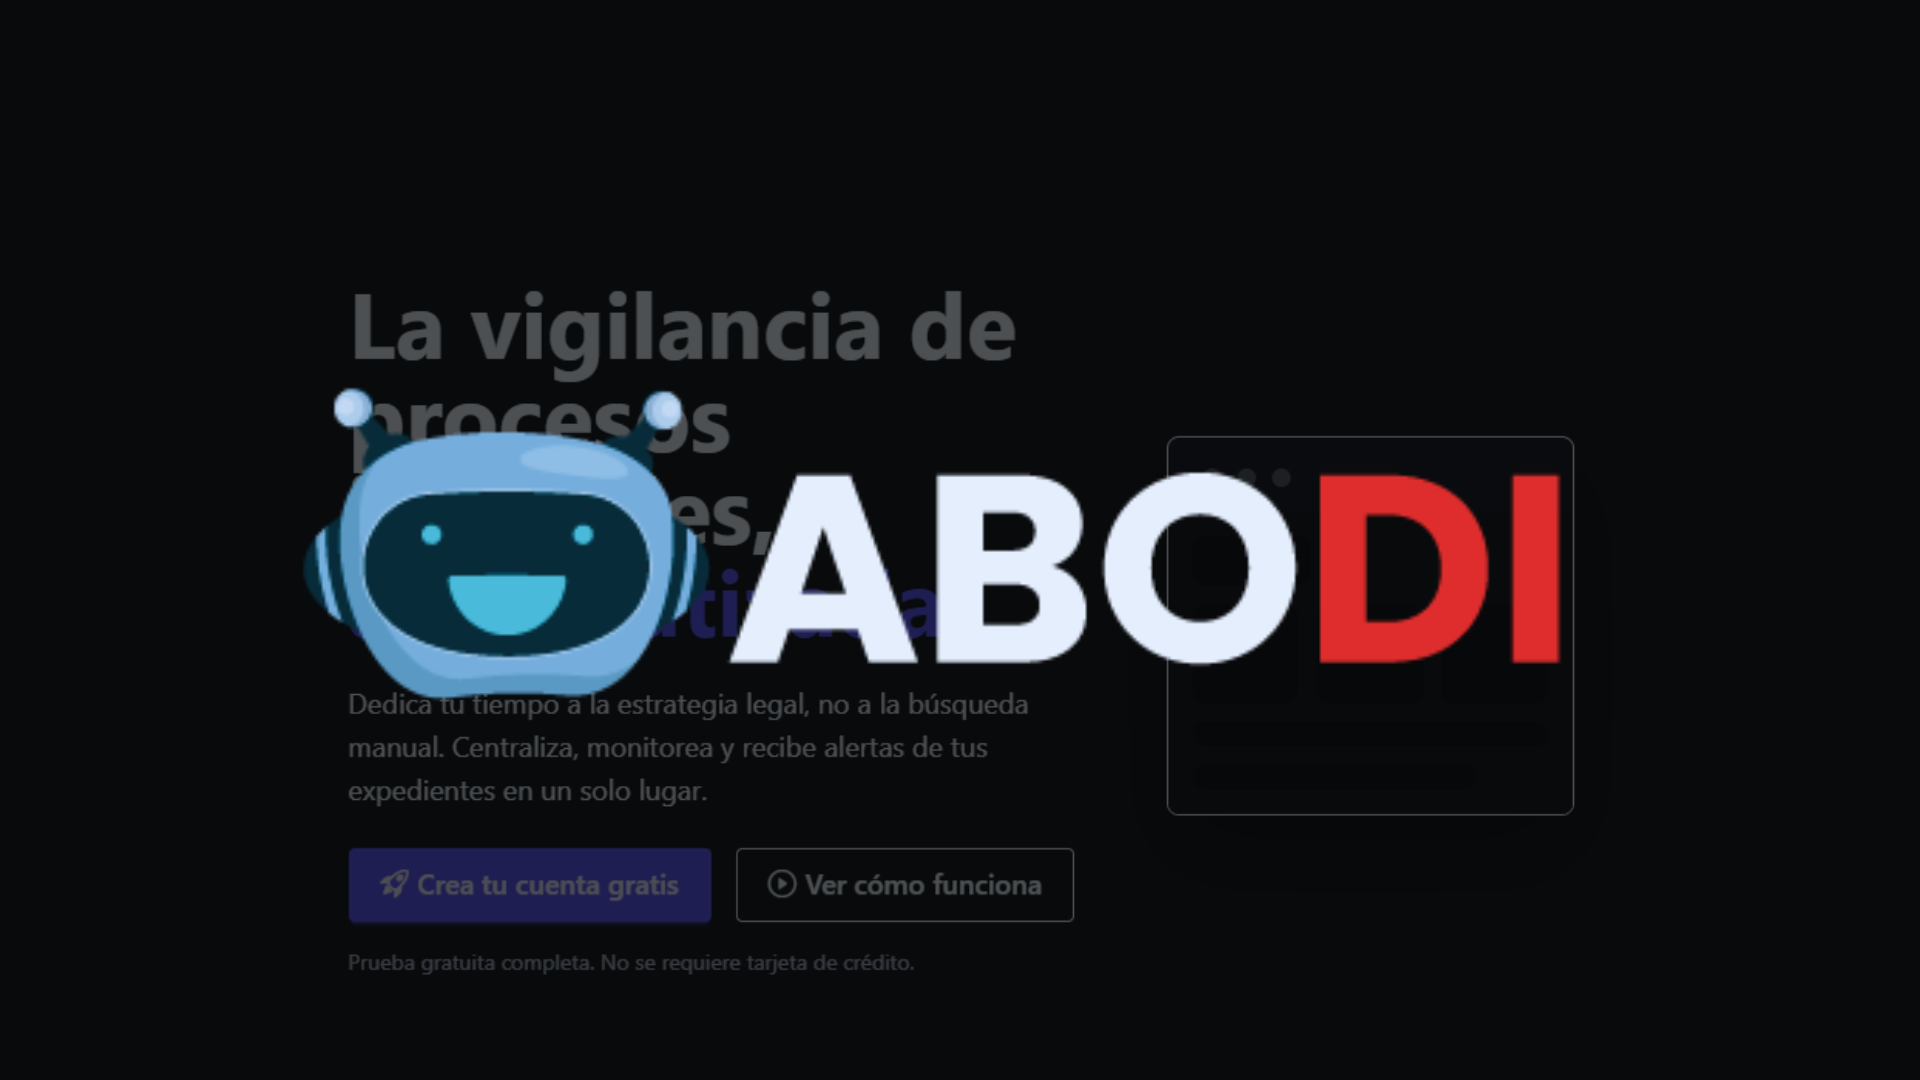 La vigilancia de
procesos
es,
ABODI
Dedica tu tiempo a la estrategia legal, no a la búsqueda
manual. Centraliza, monitorea y recibe alertas de tus
expedientes en un solo lugar.
Crea tu cuenta gratis
Ver cómo funciona
Prueba gratuita completa. No se requiere tarjeta de crédito.